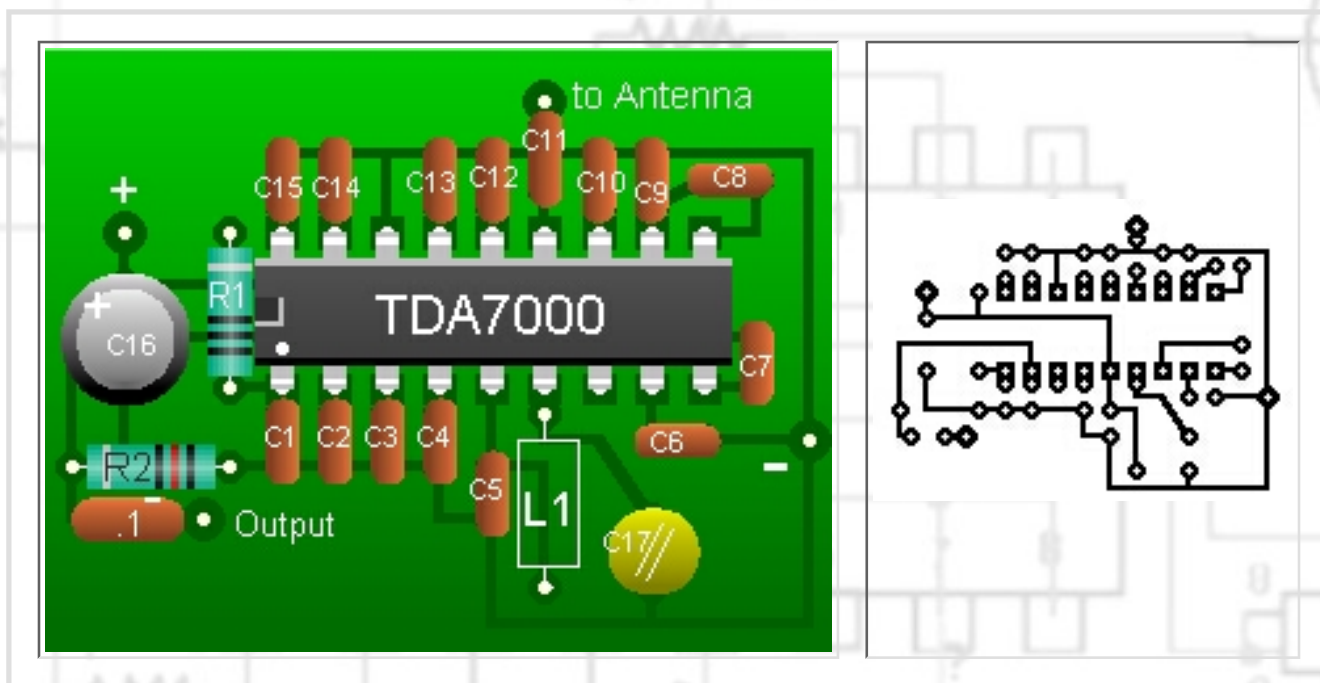 to Antenna
C11
C15 C14 C13 C12 C10 C9 C8
+
R1
TDA7000
+
C16
C7
C1 C2 C3 C4 C6
R2
C5
L1
-
-
.1
Output
C17